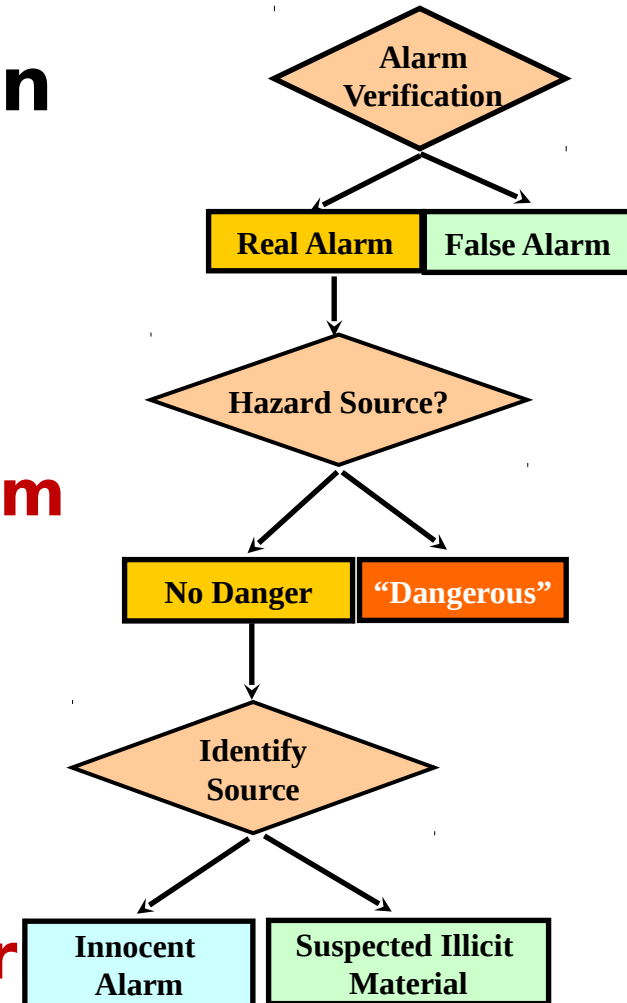 Alarm
Verification
n
Real Alarm
False Alarm
Hazard Source?
m
No Danger
“Dangerous”
Identify
Source
r
Innocent
Alarm
Suspected Illicit
Material